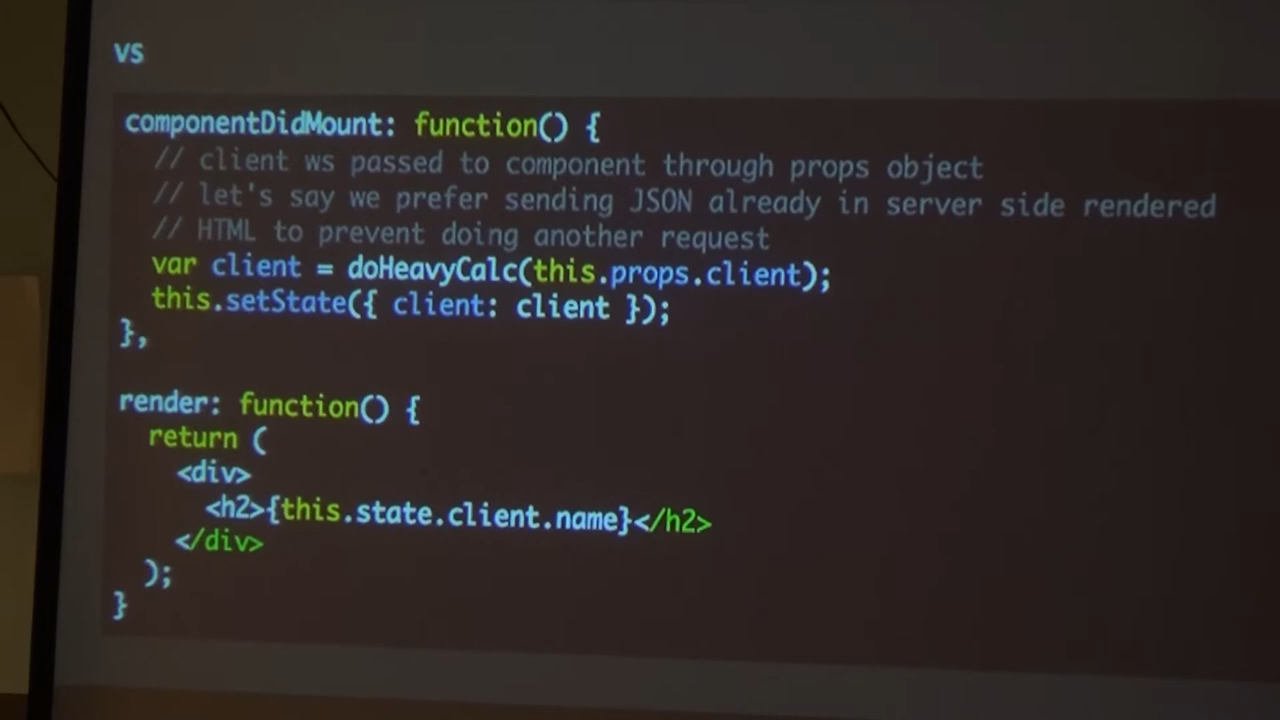 vs
componentDidMount: function() {
// client ws passed to component through props object
// let's say we prefer sending JSON already in server side rendered
// HTML to prevent doing another request
var client = doHeavyCalc(this.props.client);
this.setState({ client: client });
},
render: function() {
return (
<div>
<h2>{this.state.client.name}</h2>
</div>
);
}